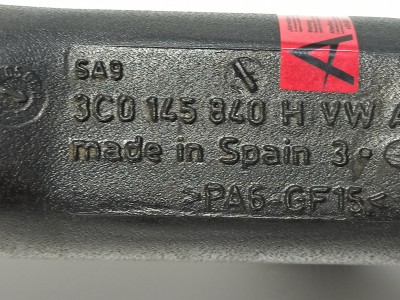 SA9
3C0 145 840 H VW A
made in Spain 3
>PA6 GF15<
A